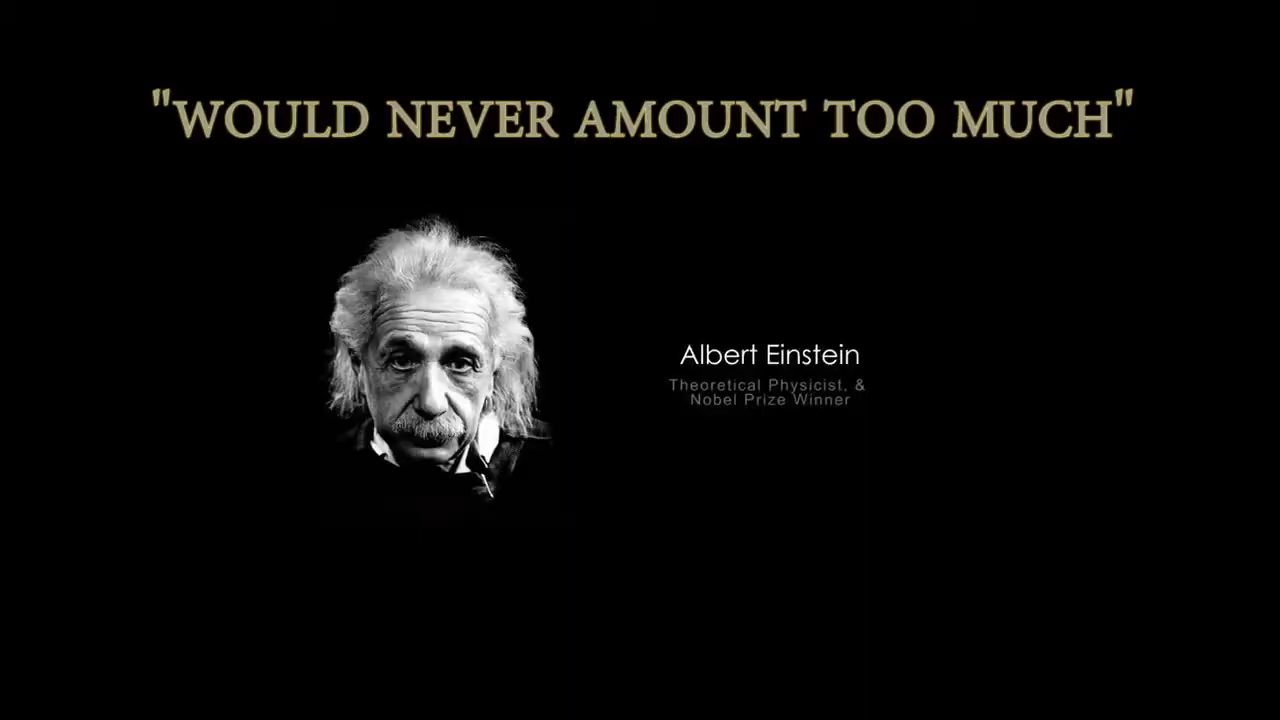 "WOULD NEVER AMOUNT TOO MUCH"
Albert Einstein
Theoretical Physicist, &
Nobel Prize Winner